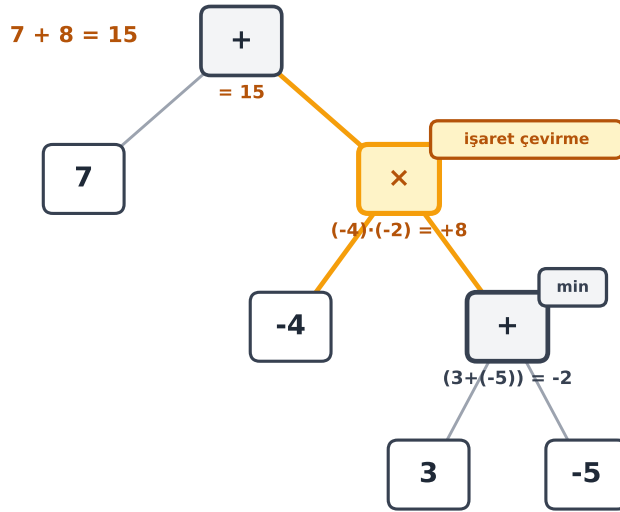 7 + 8 = 15
+
= 15
işaret çevirme
7
×
(-4)·(-2) = +8
min
-4
+
(3+(-5)) = -2
3
-5